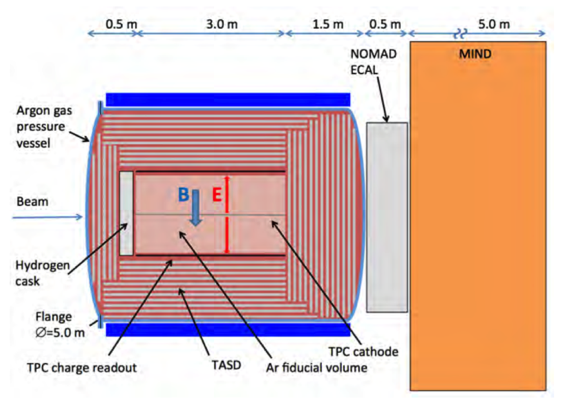 0.5 m 3.0 m 1.5 m 0.5 m 5.0 m
NOMAD
ECAL
MIND
Argon gas
pressure
vessel
B E
Beam
Hydrogen
cask
Flange
∅=5.0 m
TPC cathode
TPC charge readout TASD Ar fiducial volume